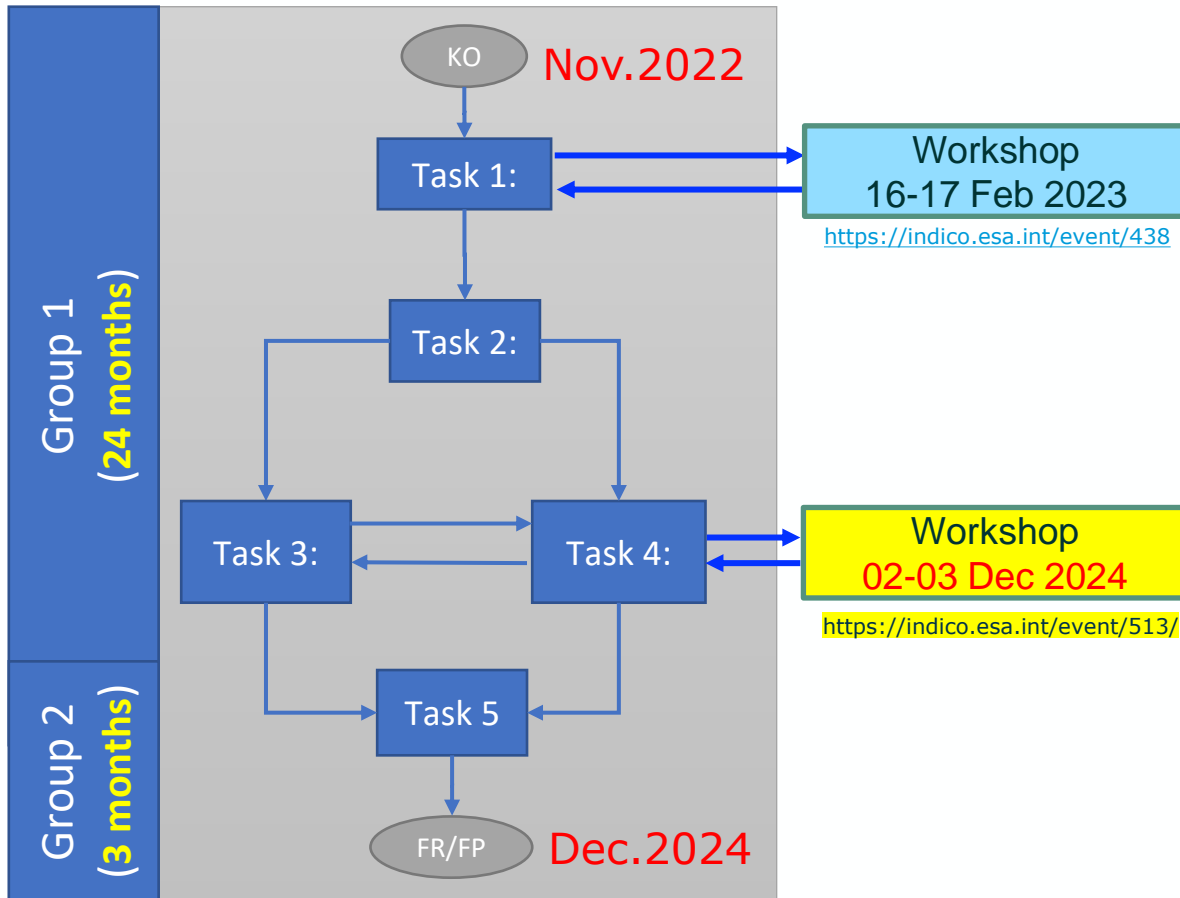 KO
Nov.2022
Task 1:
Workshop
16-17 Feb 2023
https://indico.esa.int/event/438
Task 2:
Group 1
(24 months)
Task 3:
Task 4:
Workshop
02-03 Dec 2024
https://indico.esa.int/event/513/
Task 5
Group 2
(3 months)
FR/FP
Dec.2024